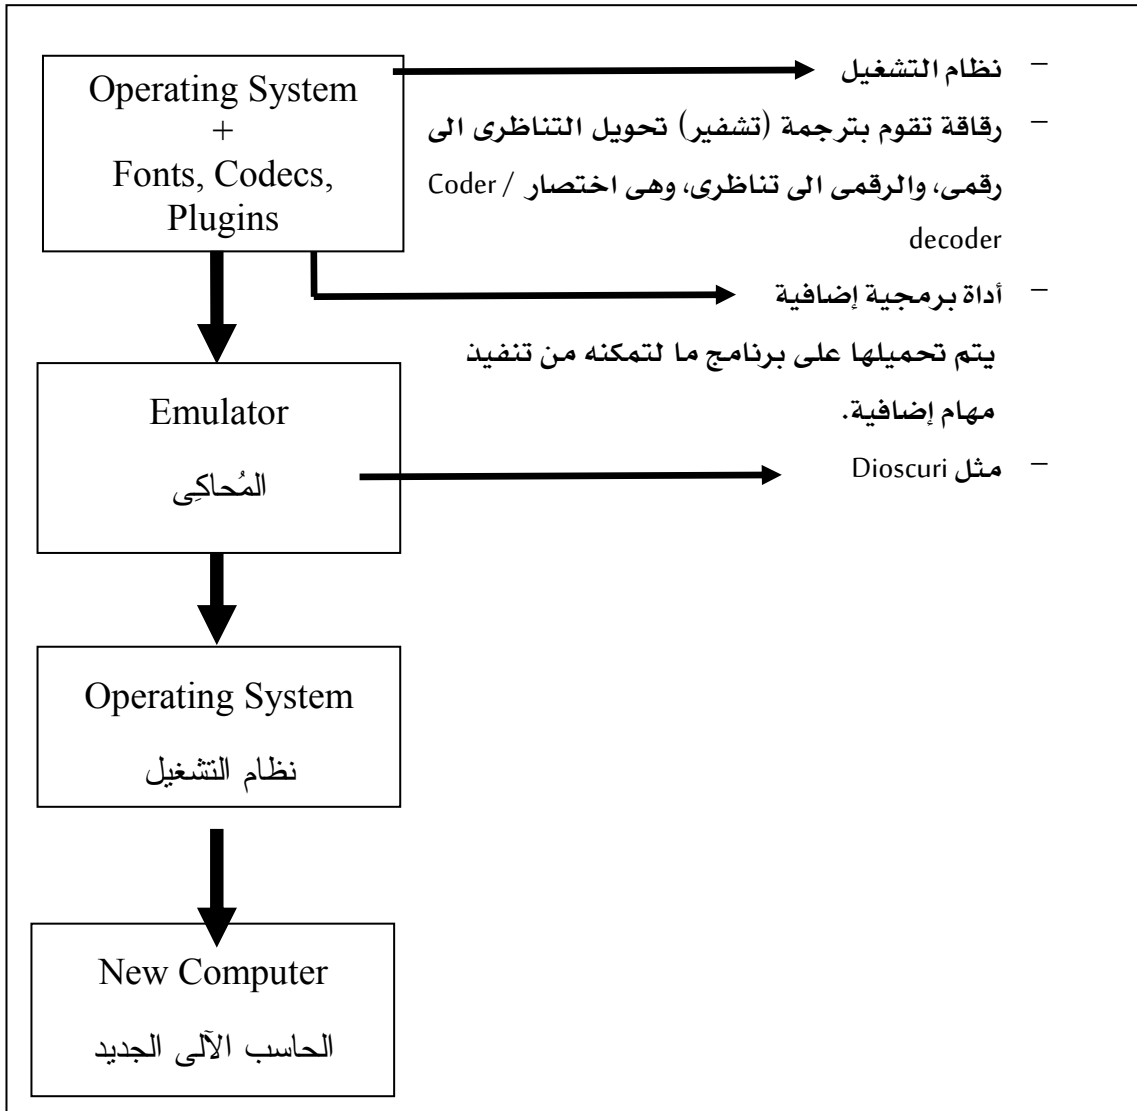 Operating System
+
Fonts, Codecs,
Plugins
– نظام التشغيل
– رقاقة تقوم بترجمة (تشفير) تحويل التناظرى الى
رقمى، والرقمى الى تناظرى، وهى اختصار Coder /
decoder
– أداة برمجية إضافية
يتم تحميلها على برنامج ما لتمكنه من تنفيذ
مهام إضافية.
Emulator
المُحاكِى
– مثل Dioscuri
Operating System
نظام التشغيل
New Computer
الحاسب الآلى الجديد